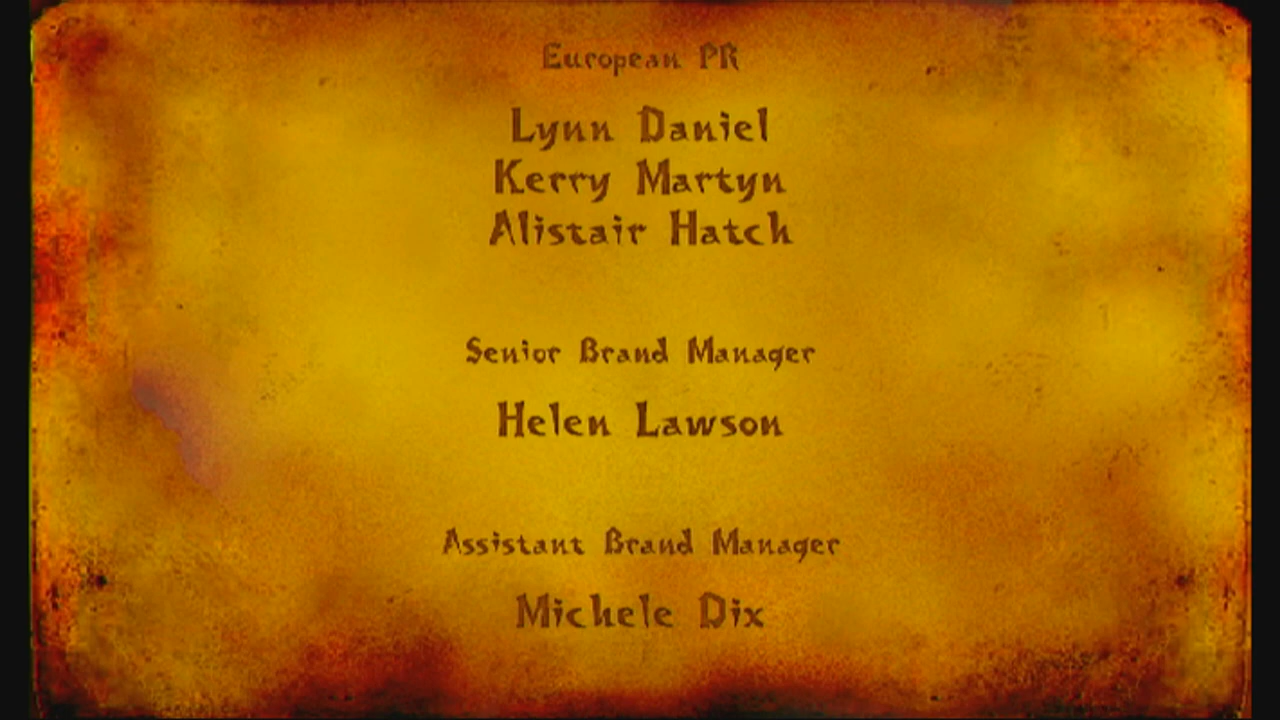 European PR
Lynn Daniel
Kerry Martyn
Alistair Hatch
Senior Brand Manager
Helen Lawson
Assistant Brand Manager
Michele Dix